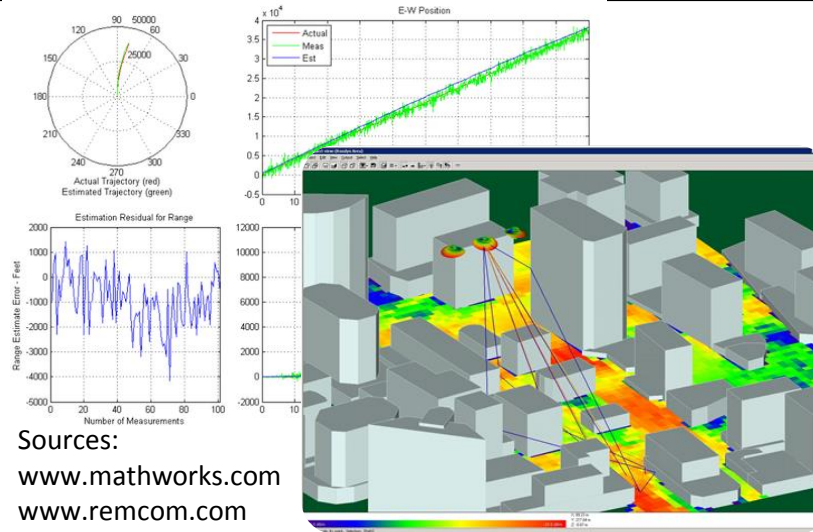 90 50000
120 60
25000
150 30
180 0
210 330
240 300
270
Actual Trajectory (red)
Estimated Trajectory (green)
x 10⁴ E-W Position
4
3.5
3
2.5
2
1.5
1
0.5
0
-0.5
0 10
Actual
Meas
Est
Estimation Residual for Range
2000
1000
0
-1000
-2000
-3000
-4000
-5000
0 20 40 60 80 100
Range Estimate Error - Feet
Number of Measurements
12000
10000
8000
6000
4000
2000
0
-2000
0 10
Sources:
www.mathworks.com
www.remcom.com